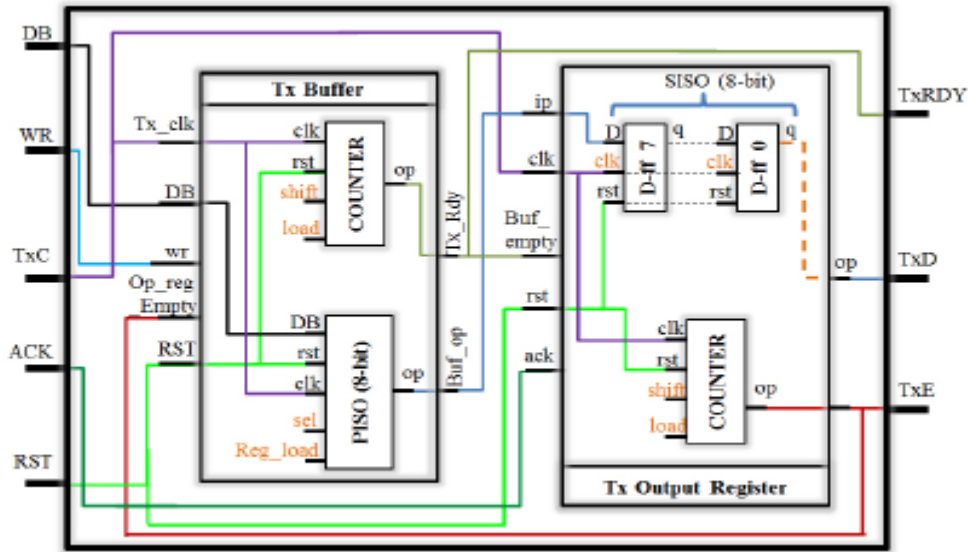 DB
WR
TxC
ACK
RST
Tx Buffer
Tx_clk
DB
wr
Op_reg
_Empty
RST
clk
rst
shift
load
COUNTER
op
DB
rst
clk
sel
Reg_load
PISO (8-bit)
op
Tx_Rdy
Buf_op
ip
clk
Buf_
empty
rst
ack
SISO (8-bit)
D
clk
rst
D-ff 7
q
D
clk
rst
D-ff 0
q
clk
rst
shift
load
COUNTER
op
op
Tx Output Register
TxRDY
TxD
TxE